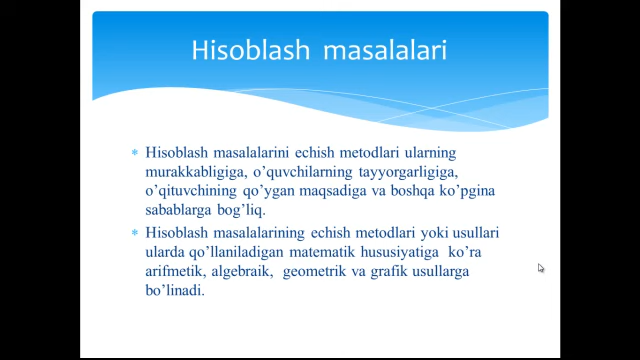 Hisoblash masalalari
* Hisoblash masalalarini echish metodlari ularning
murakkabligiga, o’quvchilarning tayyorgarligiga,
o’qituvchining qo’ygan maqsadiga va boshqa ko’pgina
sabablarga bog’liq.
* Hisoblash masalalarining echish metodlari yoki usullari
ularda qo’llaniladigan matematik hususiyatiga ko’ra
arifmetik, algebraik, geometrik va grafik usullarga
bo’linadi.